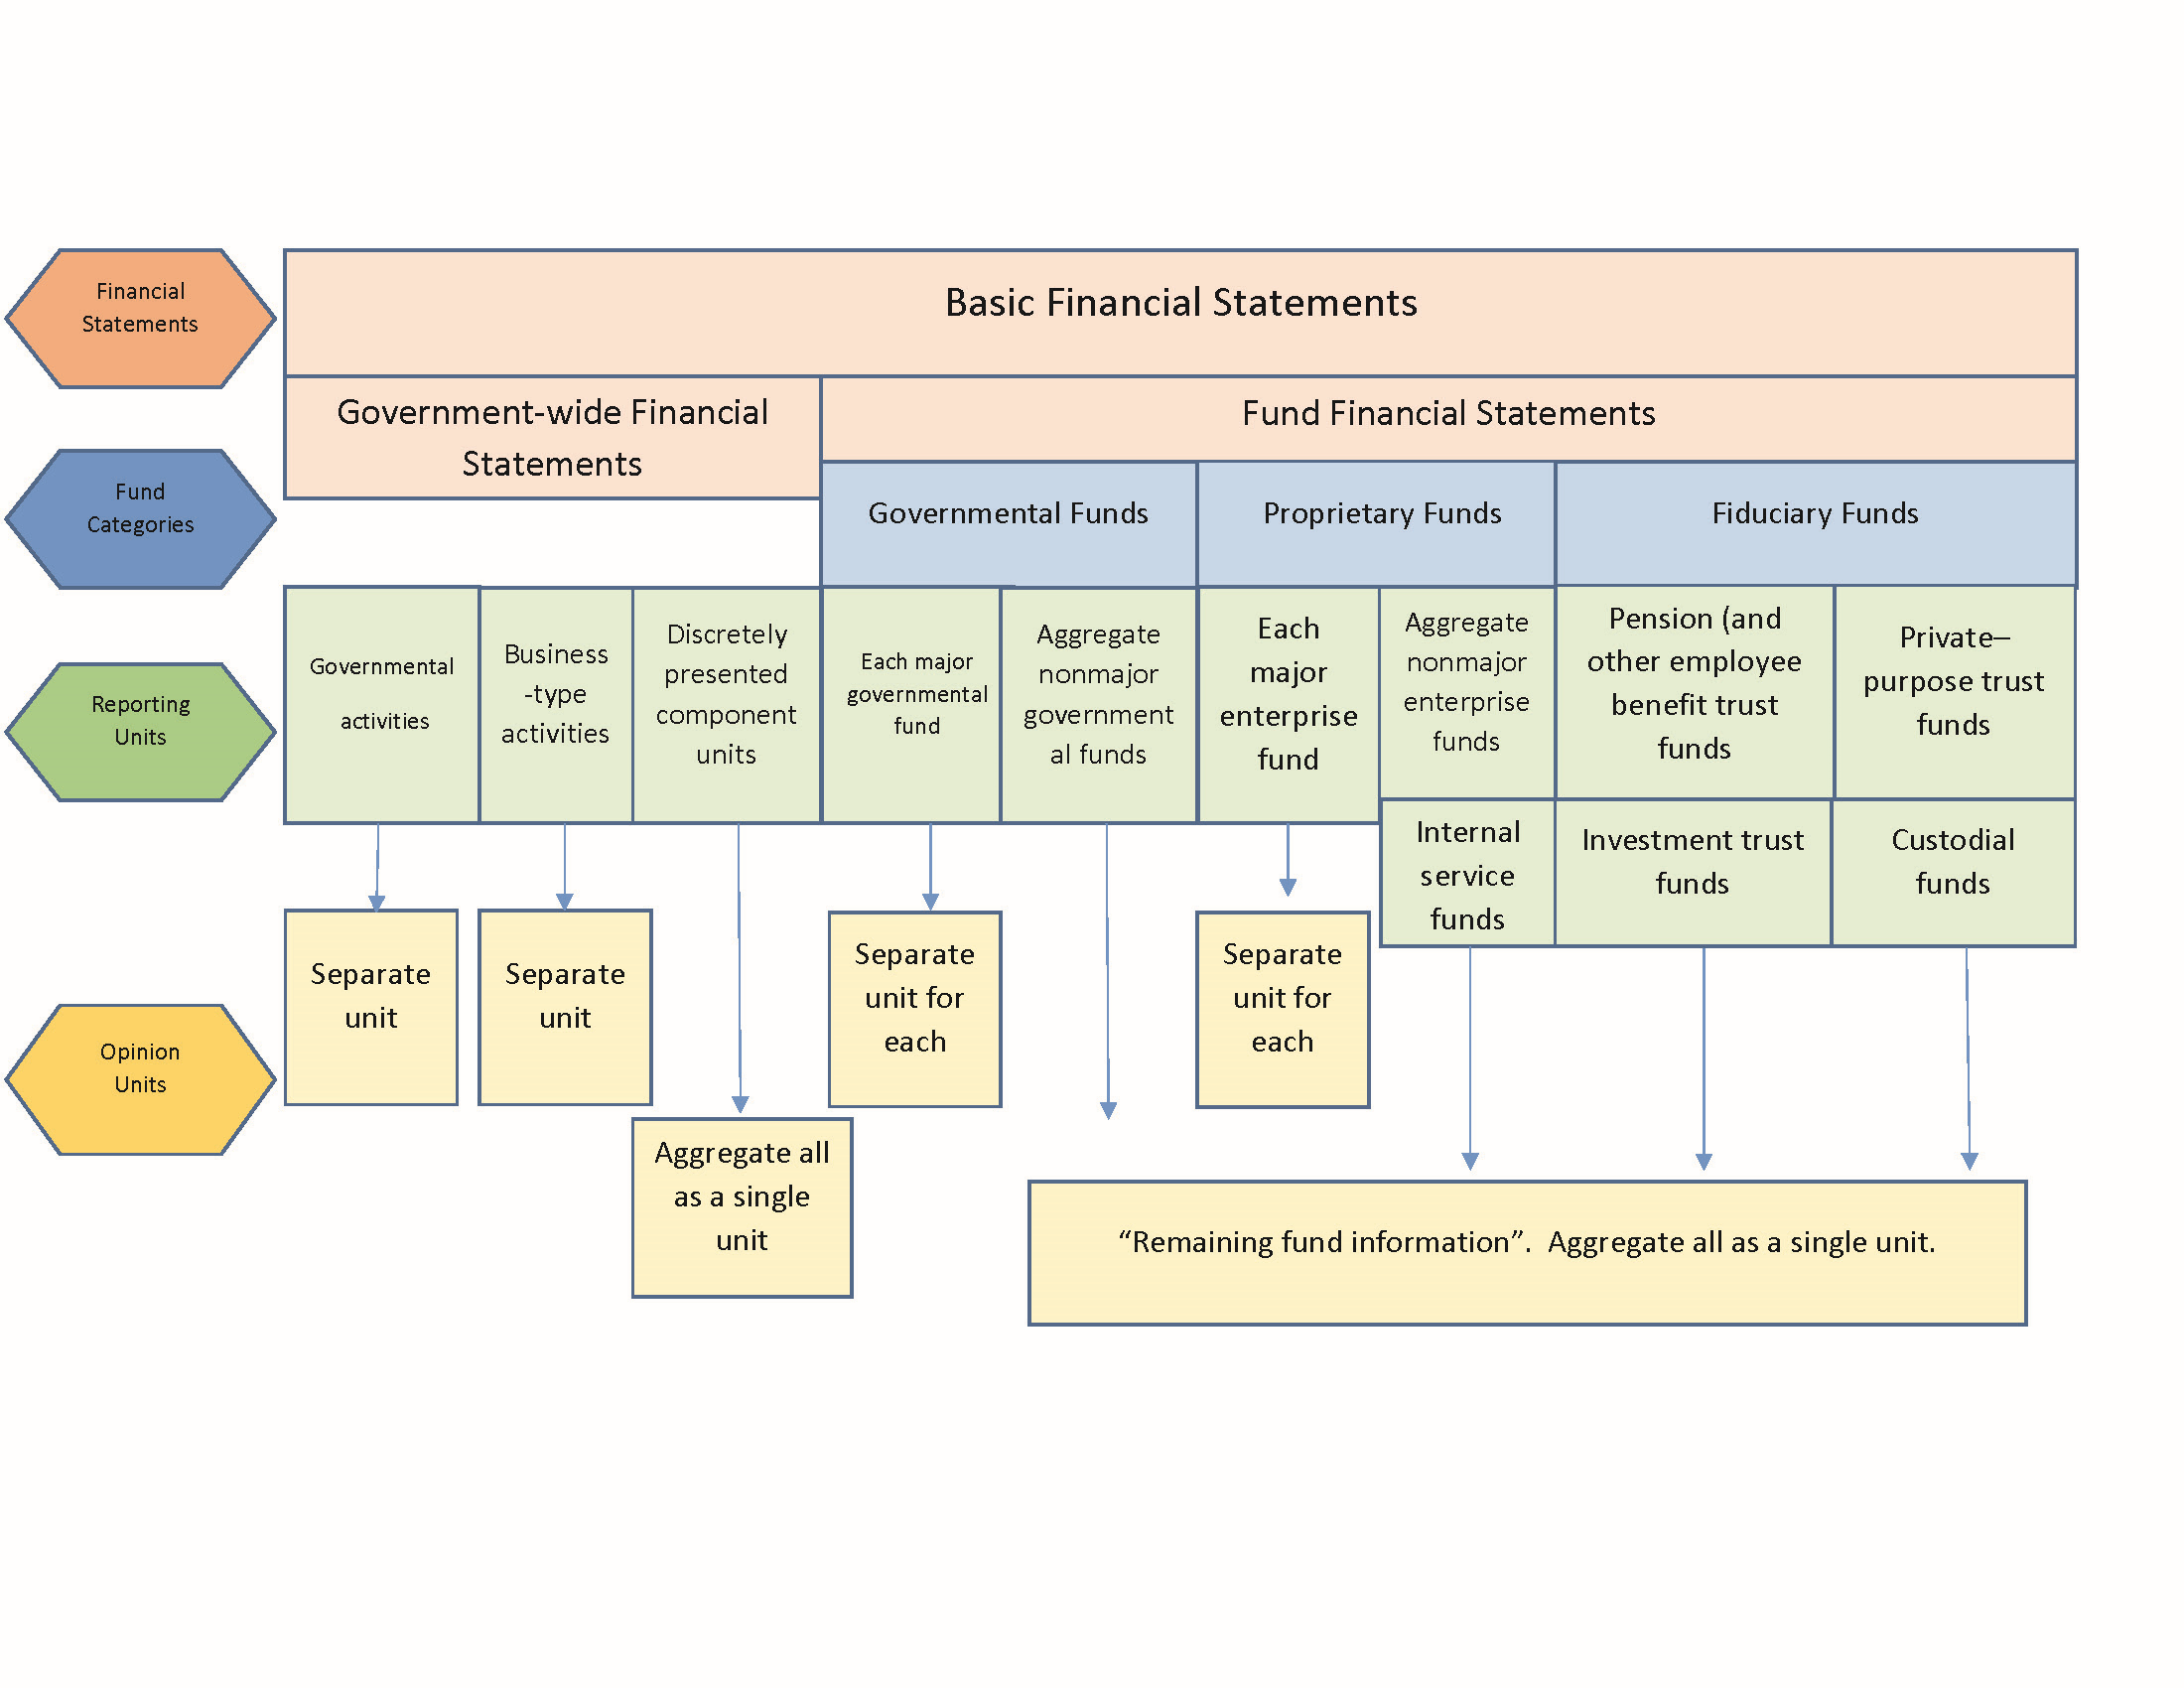 Financial
Statements
Basic Financial Statements
Government-wide Financial
Statements
Fund Financial Statements
Fund
Categories
Governmental Funds
Proprietary Funds
Fiduciary Funds
Reporting
Units
Governmental
activities
Business
-type
activities
Discretely
presented
component
units
Each major
governmental
fund
Aggregate
nonmajor
government
al funds
Each
major
enterprise
fund
Aggregate
nonmajor
enterprise
funds
Pension (and
other employee
benefit trust
funds
Private–
purpose trust
funds
Internal
service
funds
Investment trust
funds
Custodial
funds
Opinion
Units
Separate
unit
Separate
unit
Separate
unit for
each
Separate
unit for
each
Aggregate all
as a single
unit
“Remaining fund information”.  Aggregate all as a single unit.